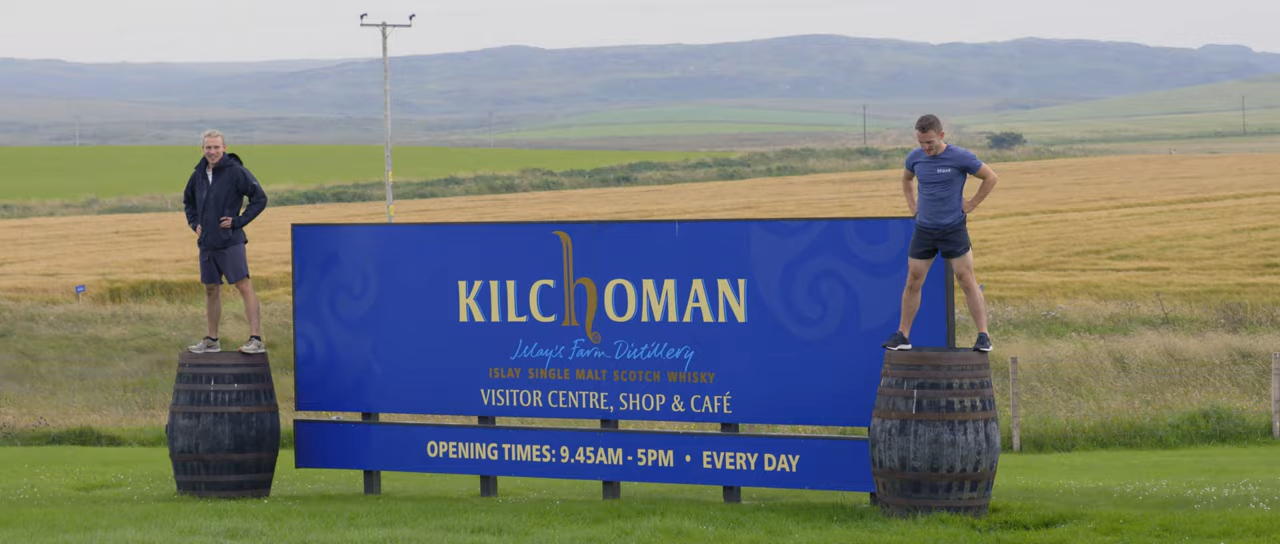 KILCHOMAN
Islay's Farm Distillery
ISLAY SINGLE MALT SCOTCH WHISKY
VISITOR CENTRE, SHOP & CAFÉ
OPENING TIMES: 9.45AM - 5PM • EVERY DAY